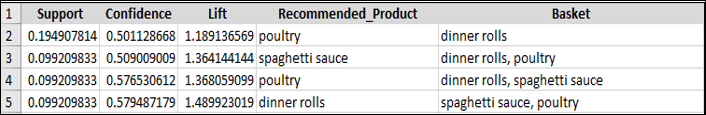 1 Support Confidence Lift Recommended_Product Basket
2 0.194907814 0.501128668 1.189136569 poultry dinner rolls
3 0.099209833 0.509009009 1.364144144 spaghetti sauce dinner rolls, poultry
4 0.099209833 0.576530612 1.368059099 poultry dinner rolls, spaghetti sauce
5 0.099209833 0.579487179 1.489923019 dinner rolls spaghetti sauce, poultry